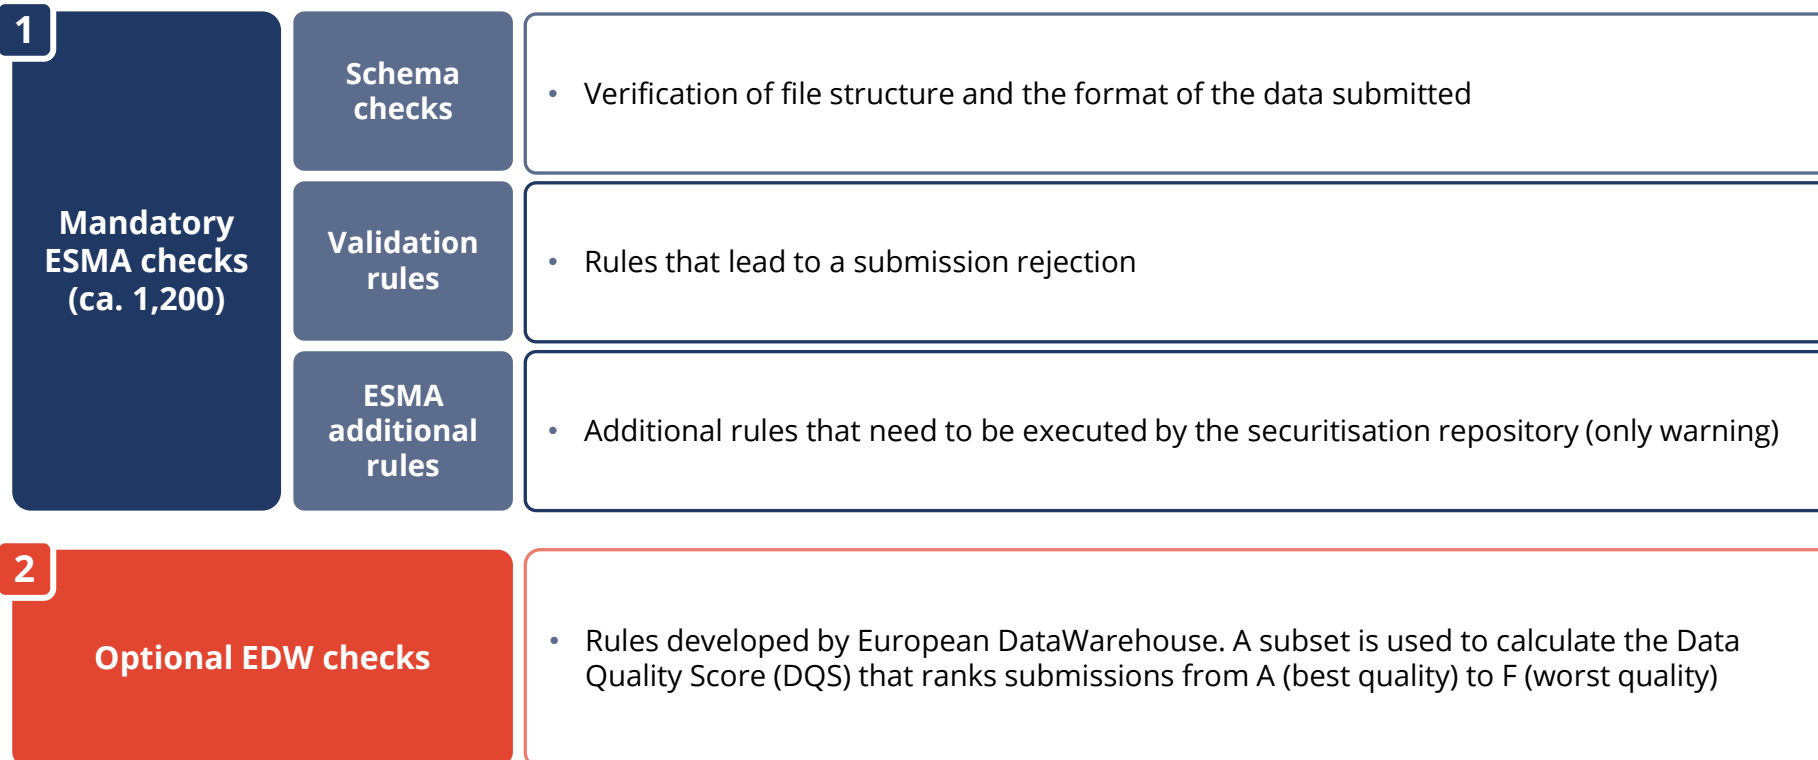 1
Mandatory
ESMA checks
(ca. 1,200)
Schema
checks
• Verification of file structure and the format of the data submitted
Validation
rules
• Rules that lead to a submission rejection
ESMA
additional
rules
• Additional rules that need to be executed by the securitisation repository (only warning)
2
Optional EDW checks
• Rules developed by European DataWarehouse. A subset is used to calculate the Data
Quality Score (DQS) that ranks submissions from A (best quality) to F (worst quality)